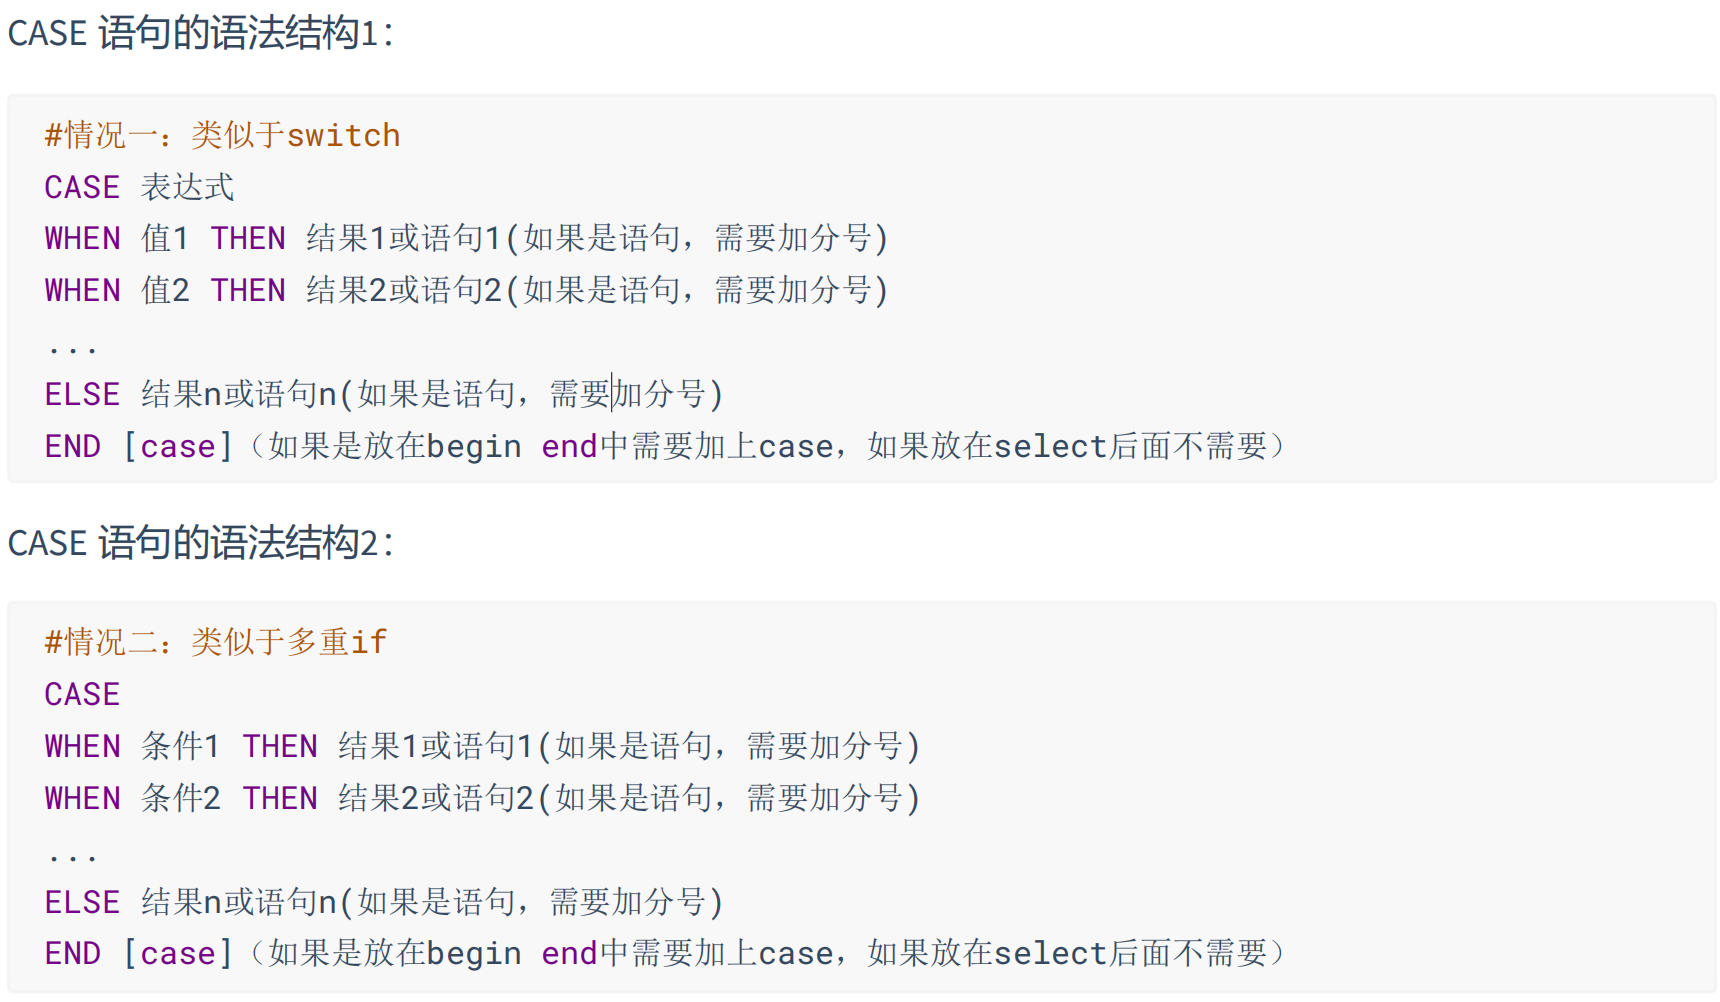 CASE 语句的语法结构1：
#情况一：类似于switch
CASE 表达式
WHEN 值1 THEN 结果1或语句1(如果是语句，需要加分号)
WHEN 值2 THEN 结果2或语句2(如果是语句，需要加分号)
...
ELSE 结果n或语句n(如果是语句，需要加分号)
END [case]（如果是放在begin end中需要加上case，如果放在select后面不需要）
CASE 语句的语法结构2：
#情况二：类似于多重if
CASE
WHEN 条件1 THEN 结果1或语句1(如果是语句，需要加分号)
WHEN 条件2 THEN 结果2或语句2(如果是语句，需要加分号)
...
ELSE 结果n或语句n(如果是语句，需要加分号)
END [case]（如果是放在begin end中需要加上case，如果放在select后面不需要）